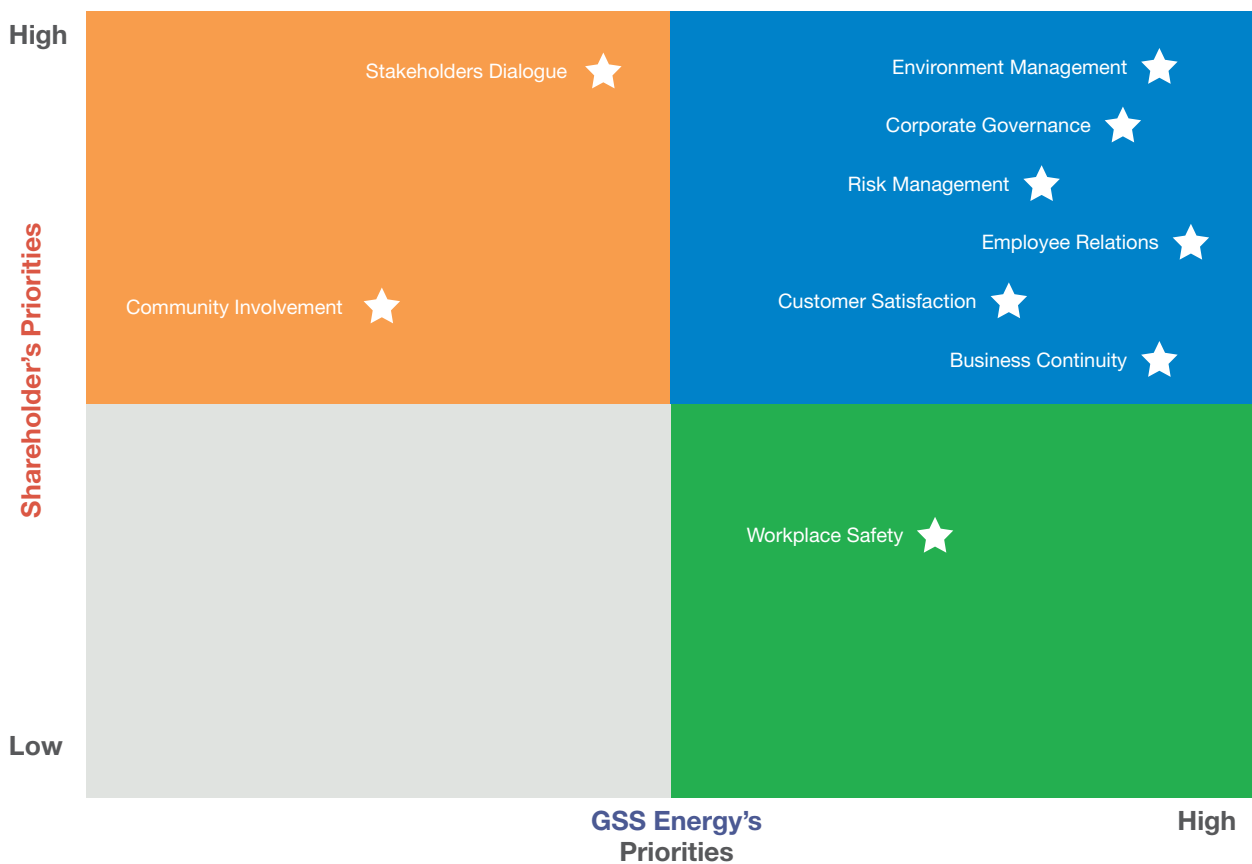 High
Stakeholders Dialogue
Environment Management
Corporate Governance
Risk Management
Employee Relations
Customer Satisfaction
Community Involvement
Business Continuity
Shareholder's Priorities
Workplace Safety
Low
GSS Energy's
Priorities
High